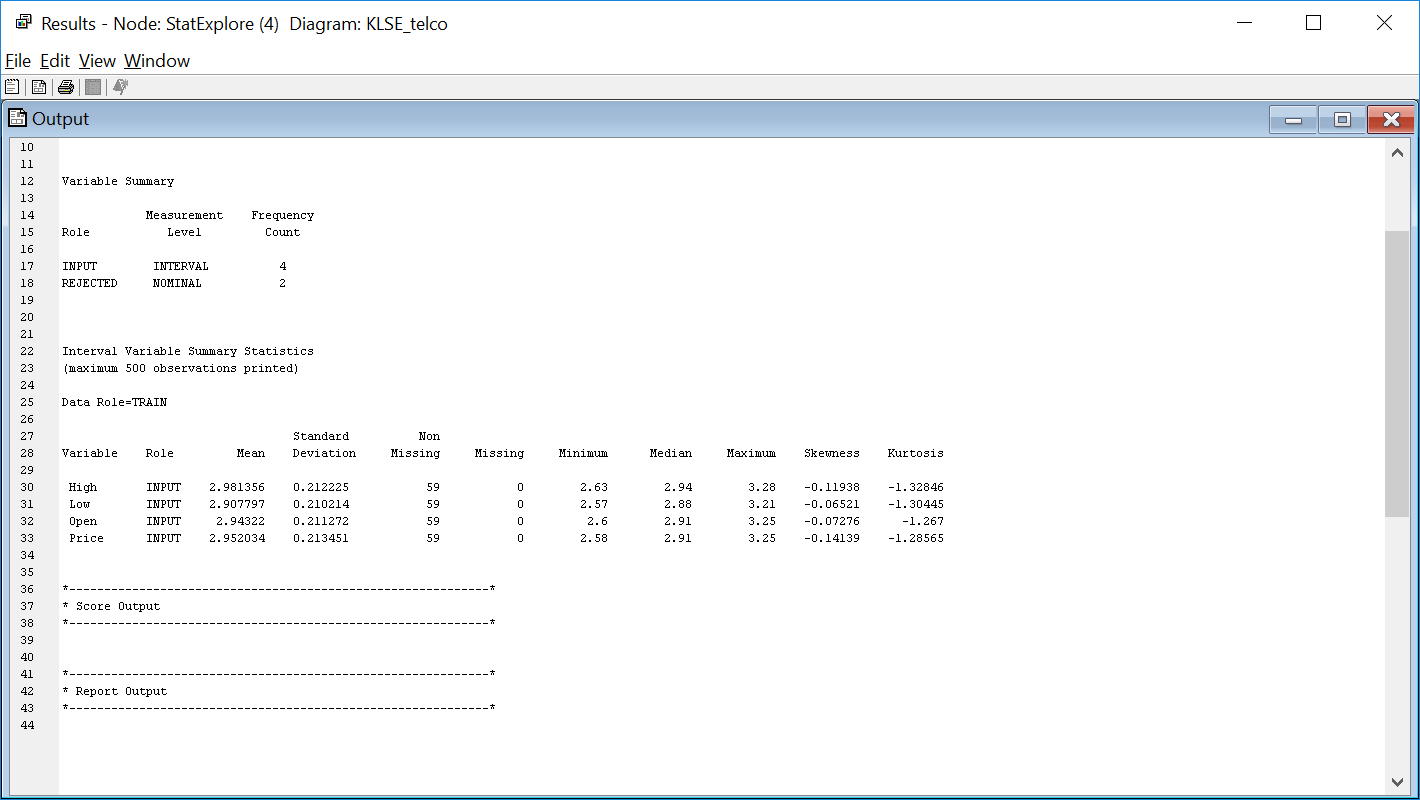 Results - Node: StatExplore (4)  Diagram: KLSE_telco
File Edit View Window
Output
10
11
12 Variable Summary
13
14 Measurement Frequency
15 Role Level Count
16
17 INPUT INTERVAL 4
18 REJECTED NOMINAL 2
19
20
21
22 Interval Variable Summary Statistics
23 (maximum 500 observations printed)
24
25 Data Role=TRAIN
26
27 Standard Non
28 Variable Role Mean Deviation Missing Missing Minimum Median Maximum Skewness Kurtosis
29
30 High INPUT 2.981356 0.212225 59 0 2.63 2.94 3.28 -0.11938 -1.32846
31 Low INPUT 2.907797 0.210214 59 0 2.57 2.88 3.21 -0.06521 -1.30445
32 Open INPUT 2.94322 0.211272 59 0 2.6 2.91 3.25 -0.07276 -1.267
33 Price INPUT 2.952034 0.213451 59 0 2.58 2.91 3.25 -0.14139 -1.28565
34
35
36 *------------------------------------------------------------*
37 * Score Output
38 *------------------------------------------------------------*
39
40
41 *------------------------------------------------------------*
42 * Report Output
43 *------------------------------------------------------------*
44